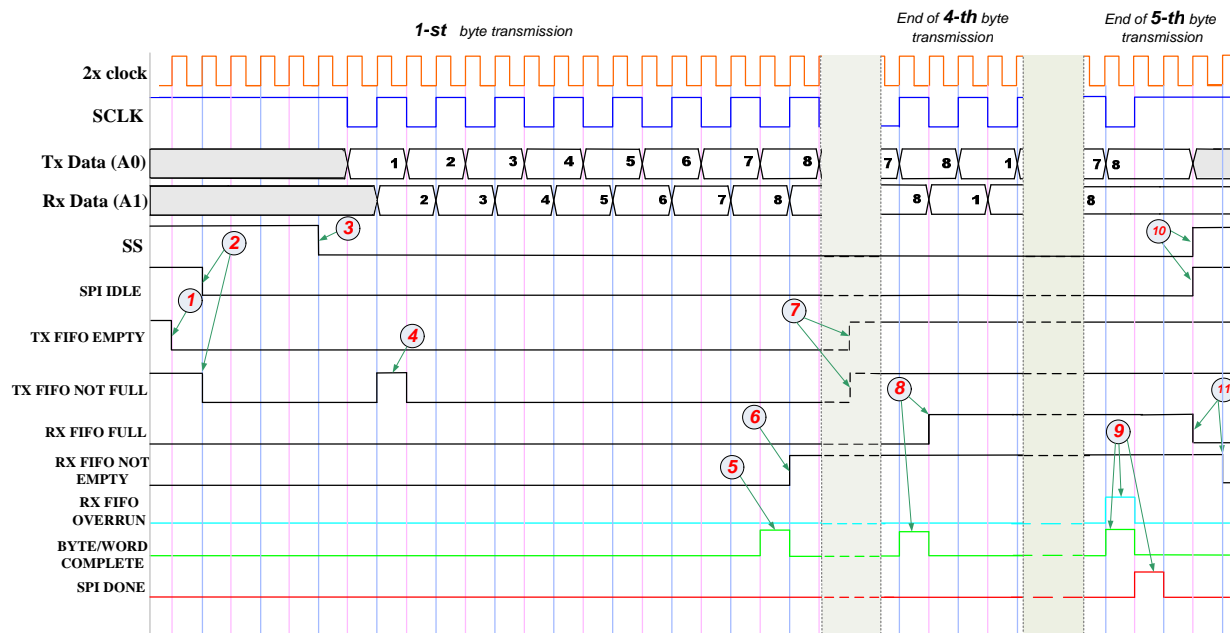 1-st byte transmission
End of 4-th byte
transmission
End of 5-th byte
transmission
2x clock
SCLK
Tx Data (A0)
1 2 3 4 5 6 7 8 7 8 1 7 8
Rx Data (A1)
2 3 4 5 6 7 8 8 1 8
SS
3
2
10
SPI IDLE
1
TX FIFO EMPTY
4
7
TX FIFO NOT FULL
8
11
RX FIFO FULL
6
9
RX FIFO NOT
EMPTY
5
RX FIFO
OVERRUN
BYTE/WORD
COMPLETE
SPI DONE